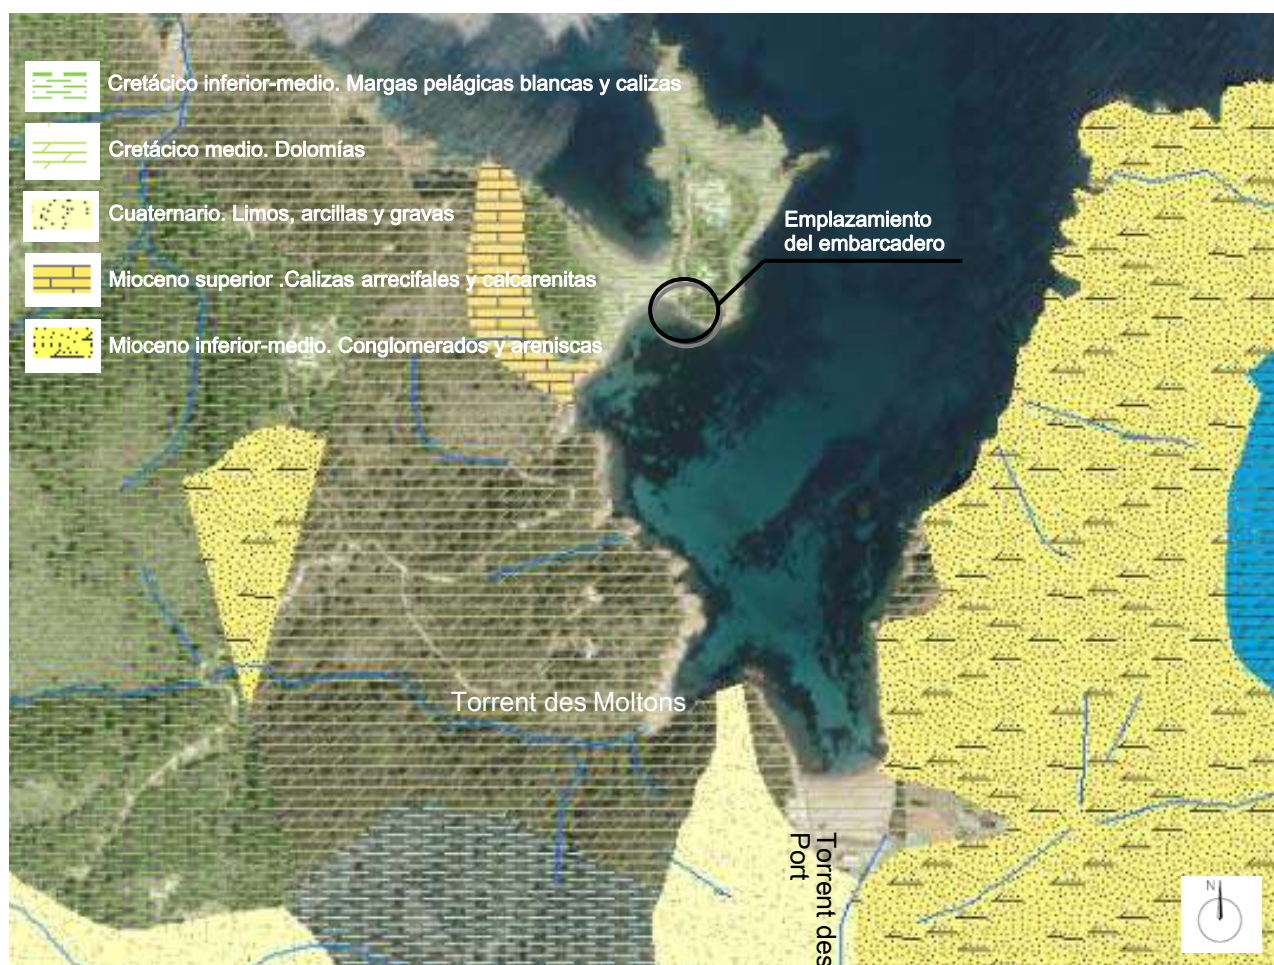 Cretácico inferior-medio. Margas pelágicas blancas y calizas
Cretácico medio. Dolomías
Cuaternario. Limos, arcillas y gravas
Mioceno superior .Calizas arrecifales y calcarenitas
Mioceno inferior-medio. Conglomerados y areniscas
Emplazamiento
del embarcadero
Torrent des Moltons
Torrent des
Port
N